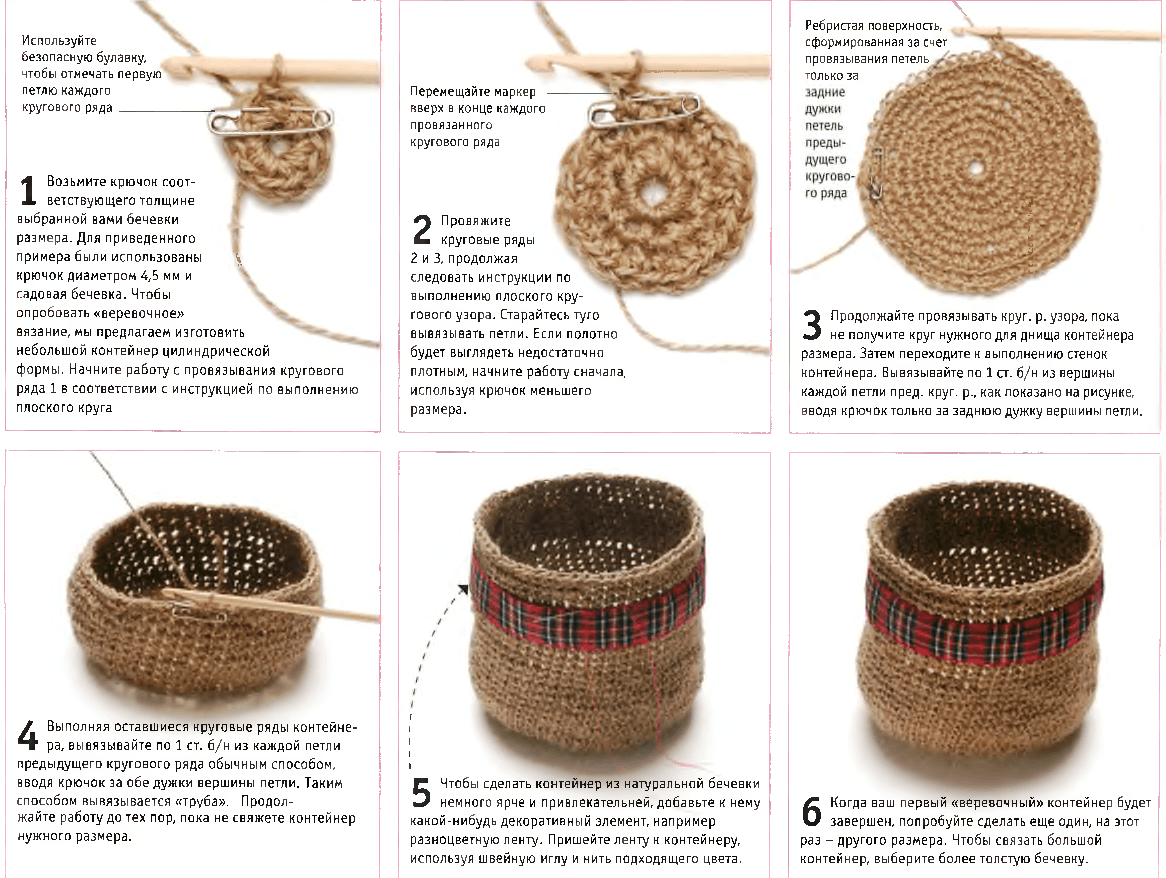 Используйте
безопасную булавку,
чтобы отмечать первую
петлю каждого
кругового ряда
1 Возьмите крючок соот-
ветствующего толщине
выбранной вами бечевки
размера. Для приведенного
примера были использованы
крючок диаметром 4,5 мм и
садовая бечевка. Чтобы
опробовать «веревочное»
вязание, мы предлагаем изготовить
небольшой контейнер цилиндрической
формы. Начните работу с провязывания кругового
ряда 1 в соответствии с инструкцией по выполнению
плоского круга
Перемещайте маркер
вверх в конце каждого
провязанного
кругового ряда
2 Провяжите
круговые ряды
2 и 3, продолжая
следовать инструкции по
выполнению плоского кру-
гового узора. Старайтесь туго
вывязывать петли. Если полотно
будет выглядеть недостаточно
плотным, начните работу сначала,
используя крючок меньшего
размера.
Ребристая поверхность,
сформированная за счет
провязывания петель
только за
задние
дужки
петель
преды-
дущего
кругово-
го ряда
3 Продолжайте провязывать круг. р. узора, пока
не получите круг нужного для днища контейнера
размера. Затем переходите к выполнению стенок
контейнера. Вывязывайте по 1 ст. б/н из вершины
каждой петли пред. круг. р., как показано на рисунке,
вводя крючок только за заднюю дужку вершины петли.
4 Выполняя оставшиеся круговые ряды контейне-
ра, вывязывайте по 1 ст. б/н из каждой петли
предыдущего кругового ряда обычным способом,
вводя крючок за обе дужки вершины петли. Таким
способом вывязывается «труба». Продол-
жайте работу до тех пор, пока не свяжете контейнер
нужного размера.
5 Чтобы сделать контейнер из натуральной бечевки
немного ярче и привлекательней, добавьте к нему
какой-нибудь декоративный элемент, например
разноцветную ленту. Пришейте ленту к контейнеру,
используя швейную иглу и нить подходящего цвета.
6 Когда ваш первый «веревочный» контейнер будет
завершен, попробуйте сделать еще один, на этот
раз – другого размера. Чтобы связать большой
контейнер, выберите более толстую бечевку.